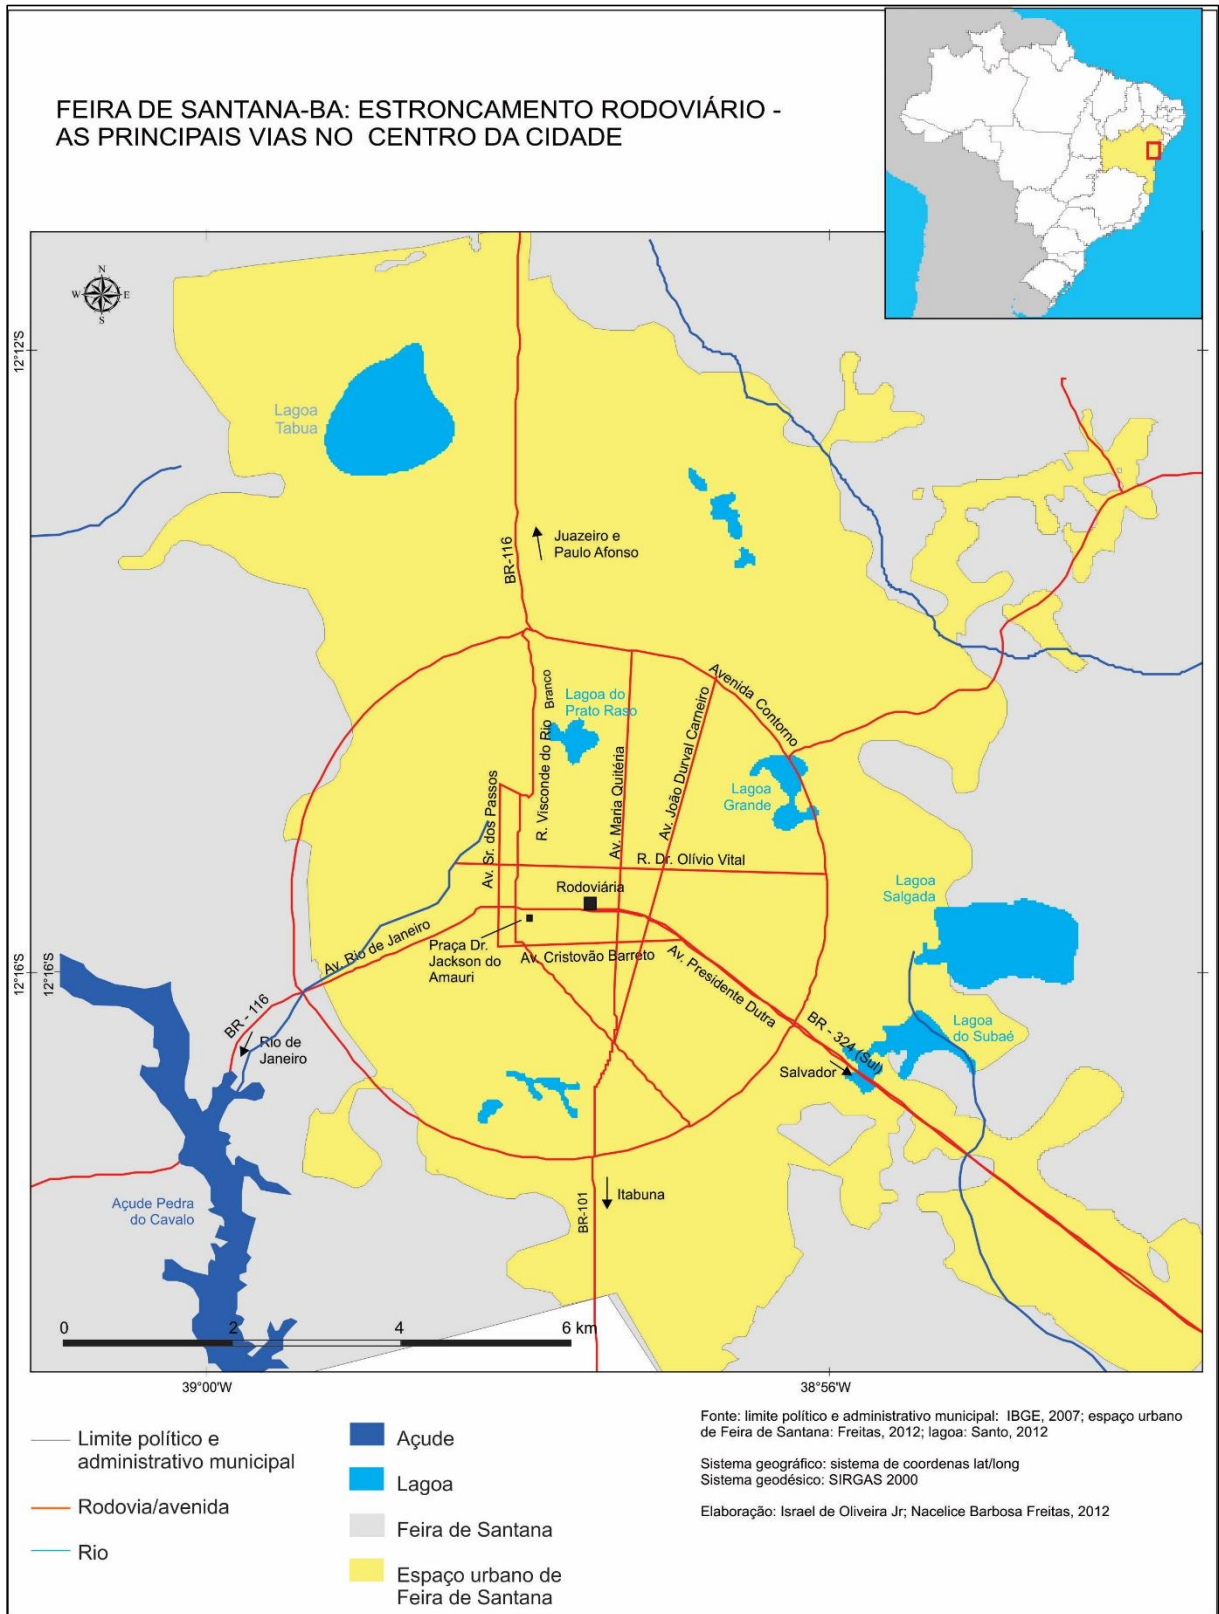 FEIRA DE SANTANA-BA: ESTRONCAMENTO RODOVIÁRIO -
AS PRINCIPAIS VIAS NO CENTRO DA CIDADE
N
W
E
S
12°12'S
Lagoa
Tabua
Juazeiro e
Paulo Afonso
BR-116
Avenida Contorno
Lagoa do
Prato Raso
R. Visconde do Rio Branco
Av. Maria Quitéria
Av. João Durval Carneiro
Lagoa
Grande
Av. Sr. dos Passos
R. Dr. Olívio Vital
Rodoviária
Lagoa
Salgada
Av. Rio de Janeiro
Praça Dr.
Jackson do
Amauri
Av. Cristovão Barreto
Av. Presidente Dutra
12°16'S
12°16'S
BR - 116
Rio de
Janeiro
BR - 324 (Sul)
Lagoa
do Subaé
Salvador
Açude Pedra
do Cavalo
BR-101
Itabuna
0 2 4 6 km
39°00'W
38°56'W
Limite político e
administrativo municipal
Rodovia/avenida
Rio
Açude
Lagoa
Feira de Santana
Espaço urbano de
Feira de Santana
Fonte: limite político e administrativo municipal: IBGE, 2007; espaço urbano
de Feira de Santana: Freitas, 2012; lagoa: Santo, 2012
Sistema geográfico: sistema de coordenas lat/long
Sistema geodésico: SIRGAS 2000
Elaboração: Israel de Oliveira Jr; Nacelice Barbosa Freitas, 2012